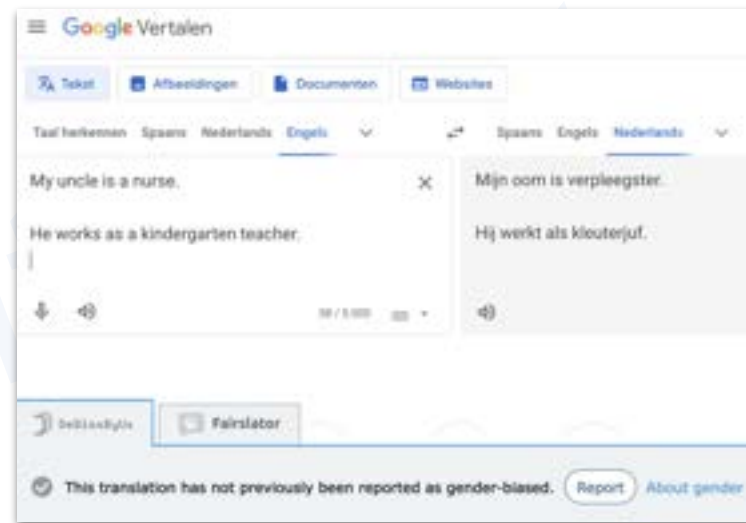 Google Vertalen
Tekst Afbeeldingen Documenten Websites
Taal herkennen Spaans Nederlands Engels Spaans Engels Nederlands
My uncle is a nurse.
He works as a kindergarten teacher.
Mijn oom is verpleegster.
Hij werkt als kleuterjuf.
DeBiasByUs Fairslator
This translation has not previously been reported as gender-biased. Report About gender